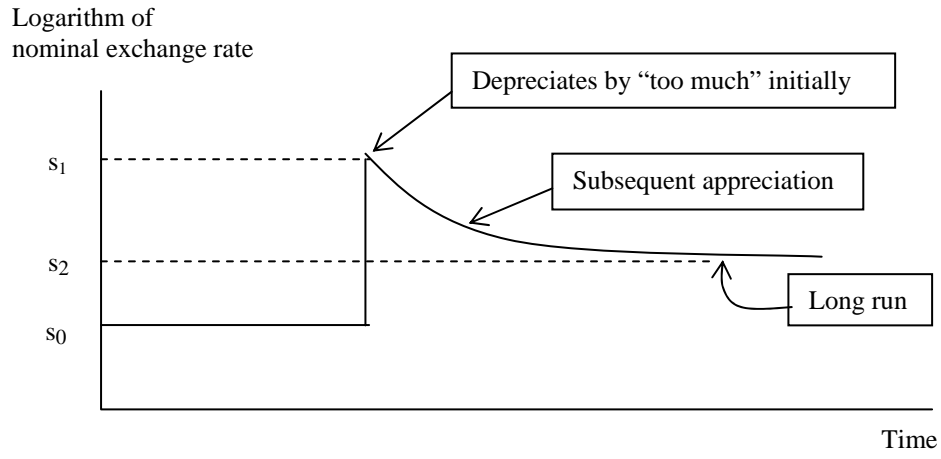 Logarithm of
nominal exchange rate
Depreciates by “too much” initially
s1
Subsequent appreciation
s2
Long run
s0
Time